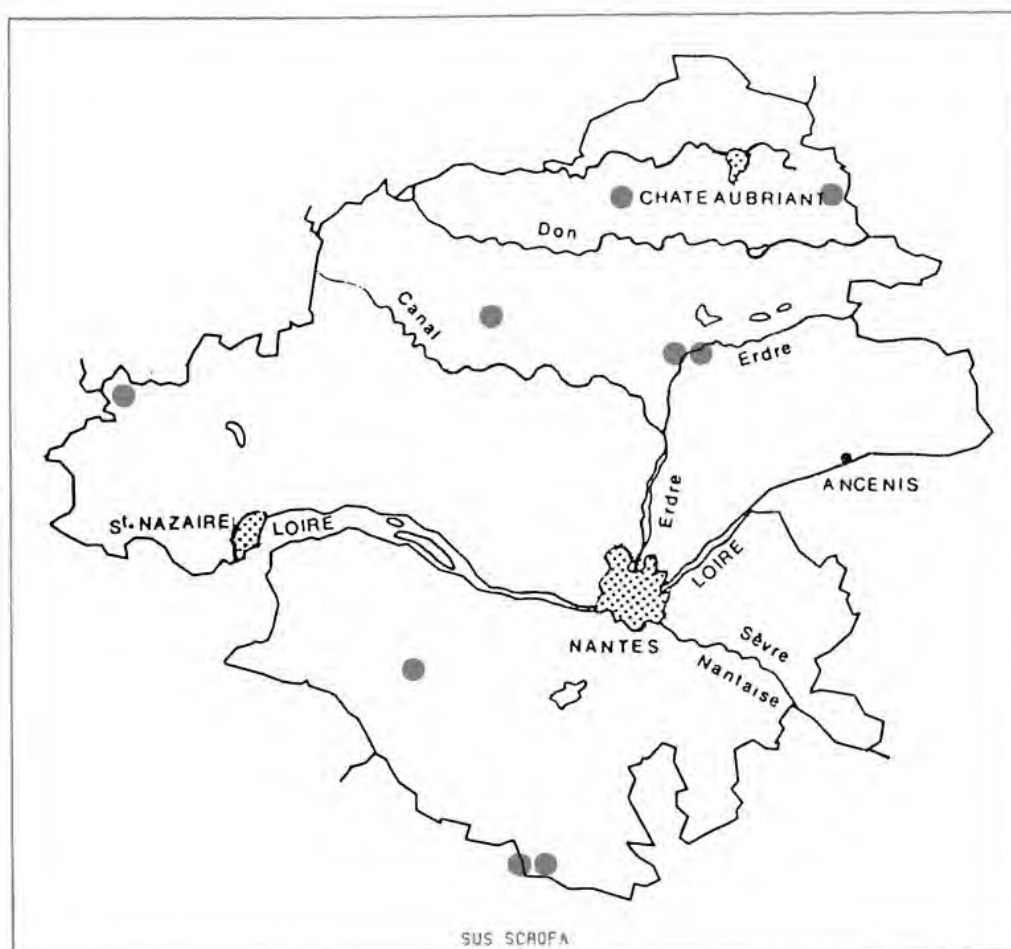 CHATEAUBRIANT
Don
Canal
Erdre
ANCENIS
Erdre
St. NAZAIRE
LOIRE
LOIRE
NANTES
Sèvre
Nantaise
SUS SCROFA